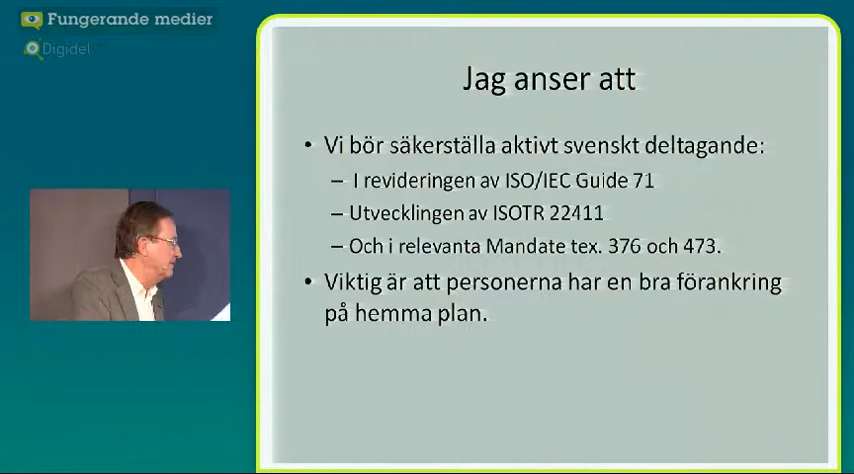 Fungerande medier
Digidel
Jag anser att
• Vi bör säkerställa aktivt svenskt deltagande:
– I revideringen av ISO/IEC Guide 71
– Utvecklingen av ISOTR 22411
– Och i relevanta Mandate tex. 376 och 473.
• Viktig är att personerna har en bra förankring
på hemma plan.